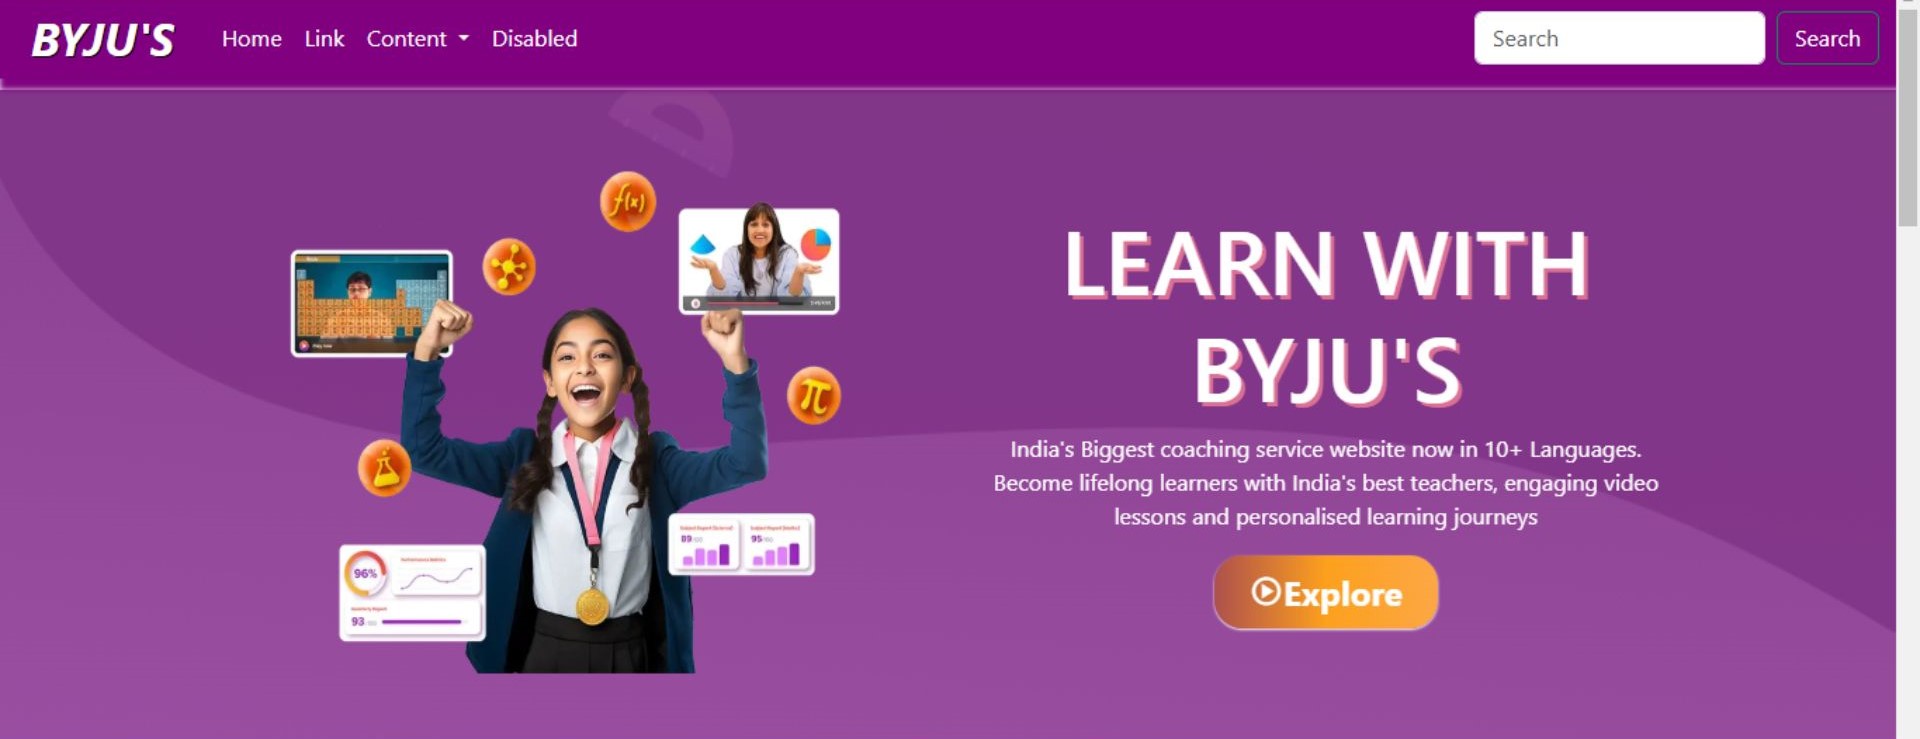 BYJU'S
Home Link Content Disabled
Search
Search
f(x)
LEARN WITH
BYJU'S
π
India's Biggest coaching service website now in 10+ Languages.
Become lifelong learners with India's best teachers, engaging video
lessons and personalised learning journeys
Explore
89
95
96%
93